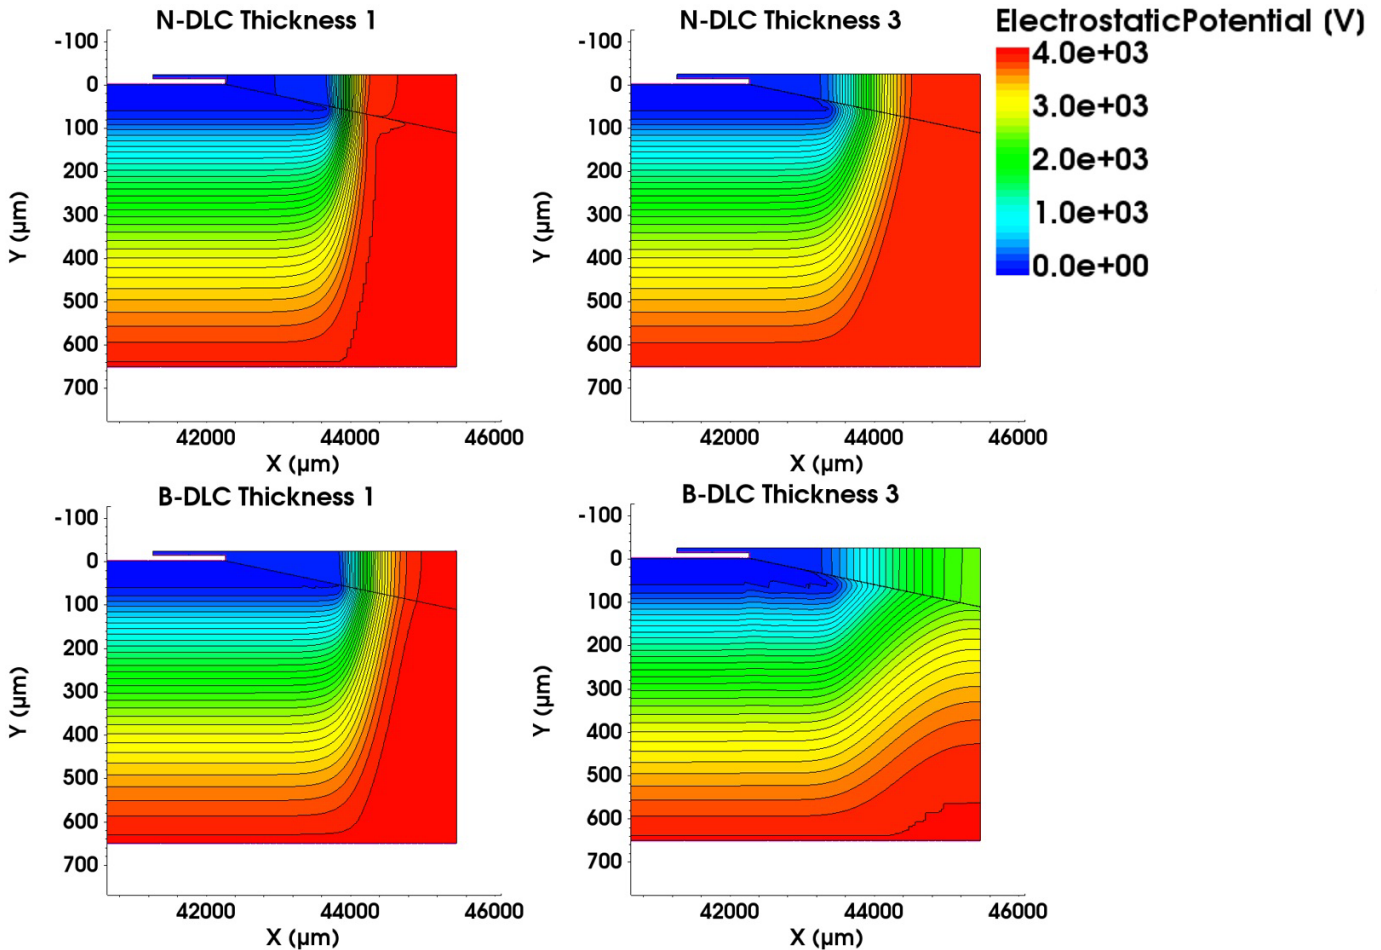 N-DLC Thickness 1
-100
0
100
200
300
400
500
600
700
Y (µm)
42000 44000 46000
X (µm)
N-DLC Thickness 3
-100
0
100
200
300
400
500
600
700
Y (µm)
42000 44000 46000
X (µm)
ElectrostaticPotential (V)
4.0e+03
3.0e+03
2.0e+03
1.0e+03
0.0e+00
B-DLC Thickness 1
-100
0
100
200
300
400
500
600
700
Y (µm)
42000 44000 46000
X (µm)
B-DLC Thickness 3
-100
0
100
200
300
400
500
600
700
Y (µm)
42000 44000 46000
X (µm)